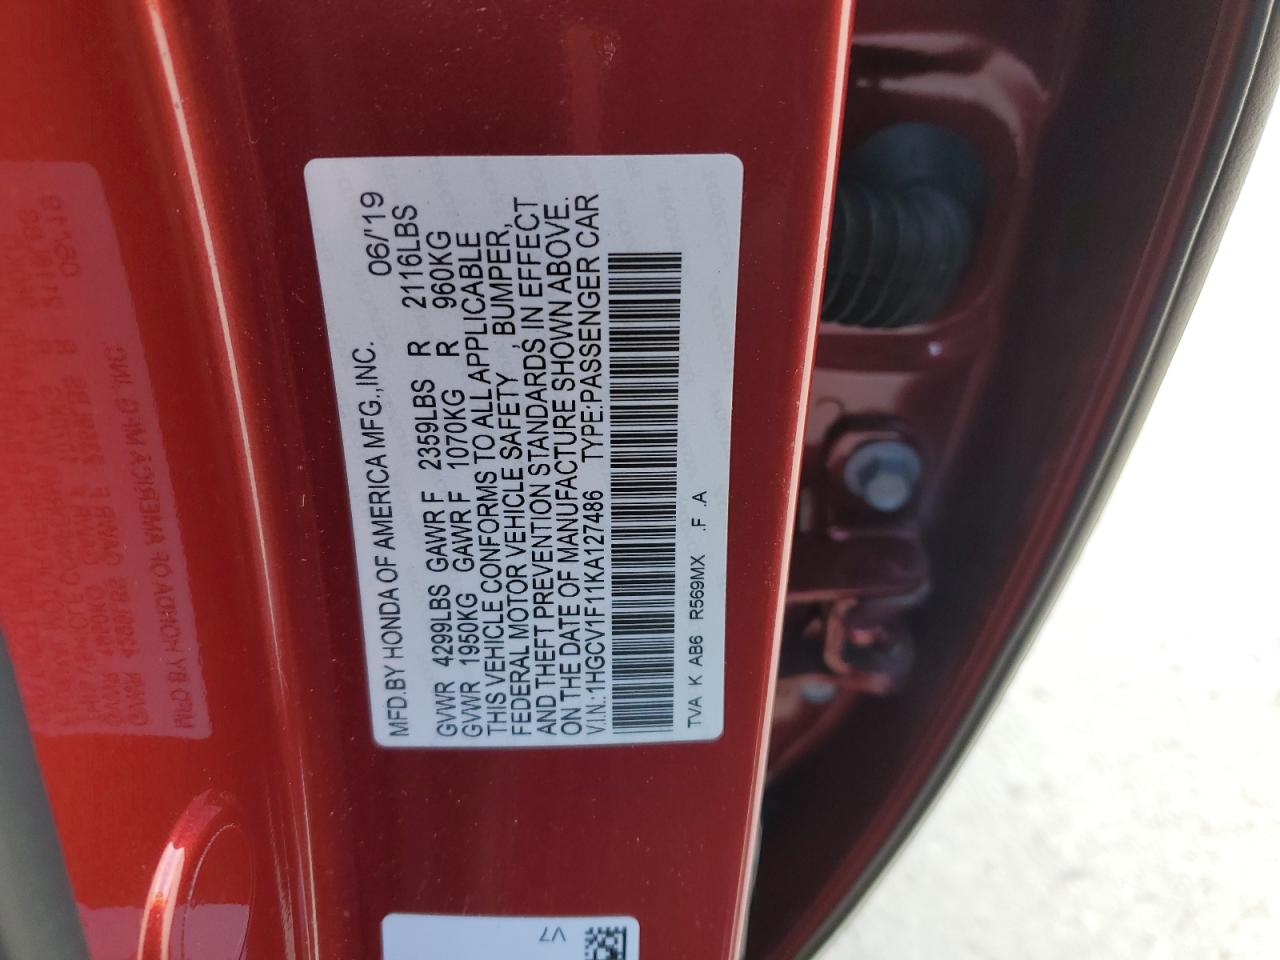 MFD.BY HONDA OF AMERICA MFG.,INC. 06/'19
GVWR 4299LBS GAWR F 2359LBS R 2116LBS
GVWR 1950KG GAWR F 1070KG R 960KG
THIS VEHICLE CONFORMS TO ALL APPLICABLE
FEDERAL MOTOR VEHICLE SAFETY , BUMPER,
AND THEFT PREVENTION STANDARDS IN EFFECT
ON THE DATE OF MANUFACTURE SHOWN ABOVE.
V.I.N.:1HGCV1F11KA127486 TYPE:PASSENGER CAR
TVA K AB6 R569MX .F .A
V7